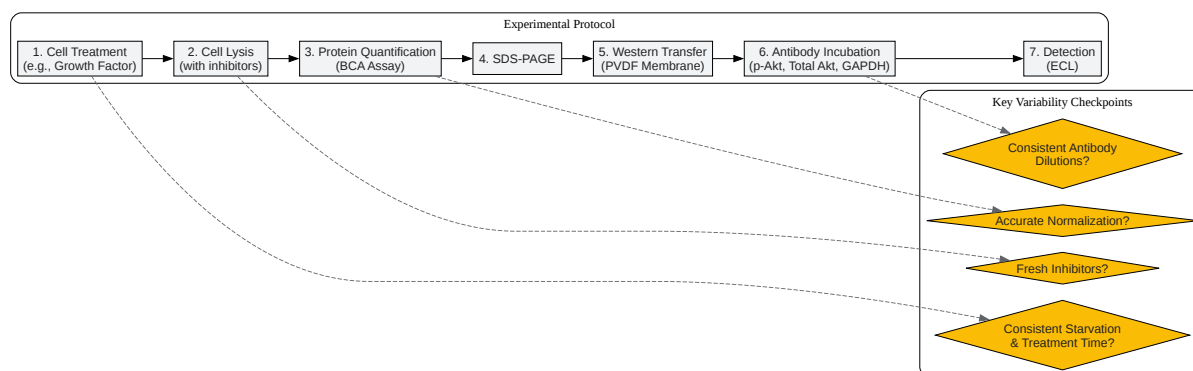 Experimental Protocol
1. Cell Treatment
(e.g., Growth Factor)
2. Cell Lysis
(with inhibitors)
3. Protein Quantification
(BCA Assay)
4. SDS-PAGE
5. Western Transfer
(PVDF Membrane)
6. Antibody Incubation
(p-Akt, Total Akt, GAPDH)
7. Detection
(ECL)
Key Variability Checkpoints
Consistent Antibody
Dilutions?
Accurate Normalization?
Fresh Inhibitors?
Consistent Starvation
& Treatment Time?